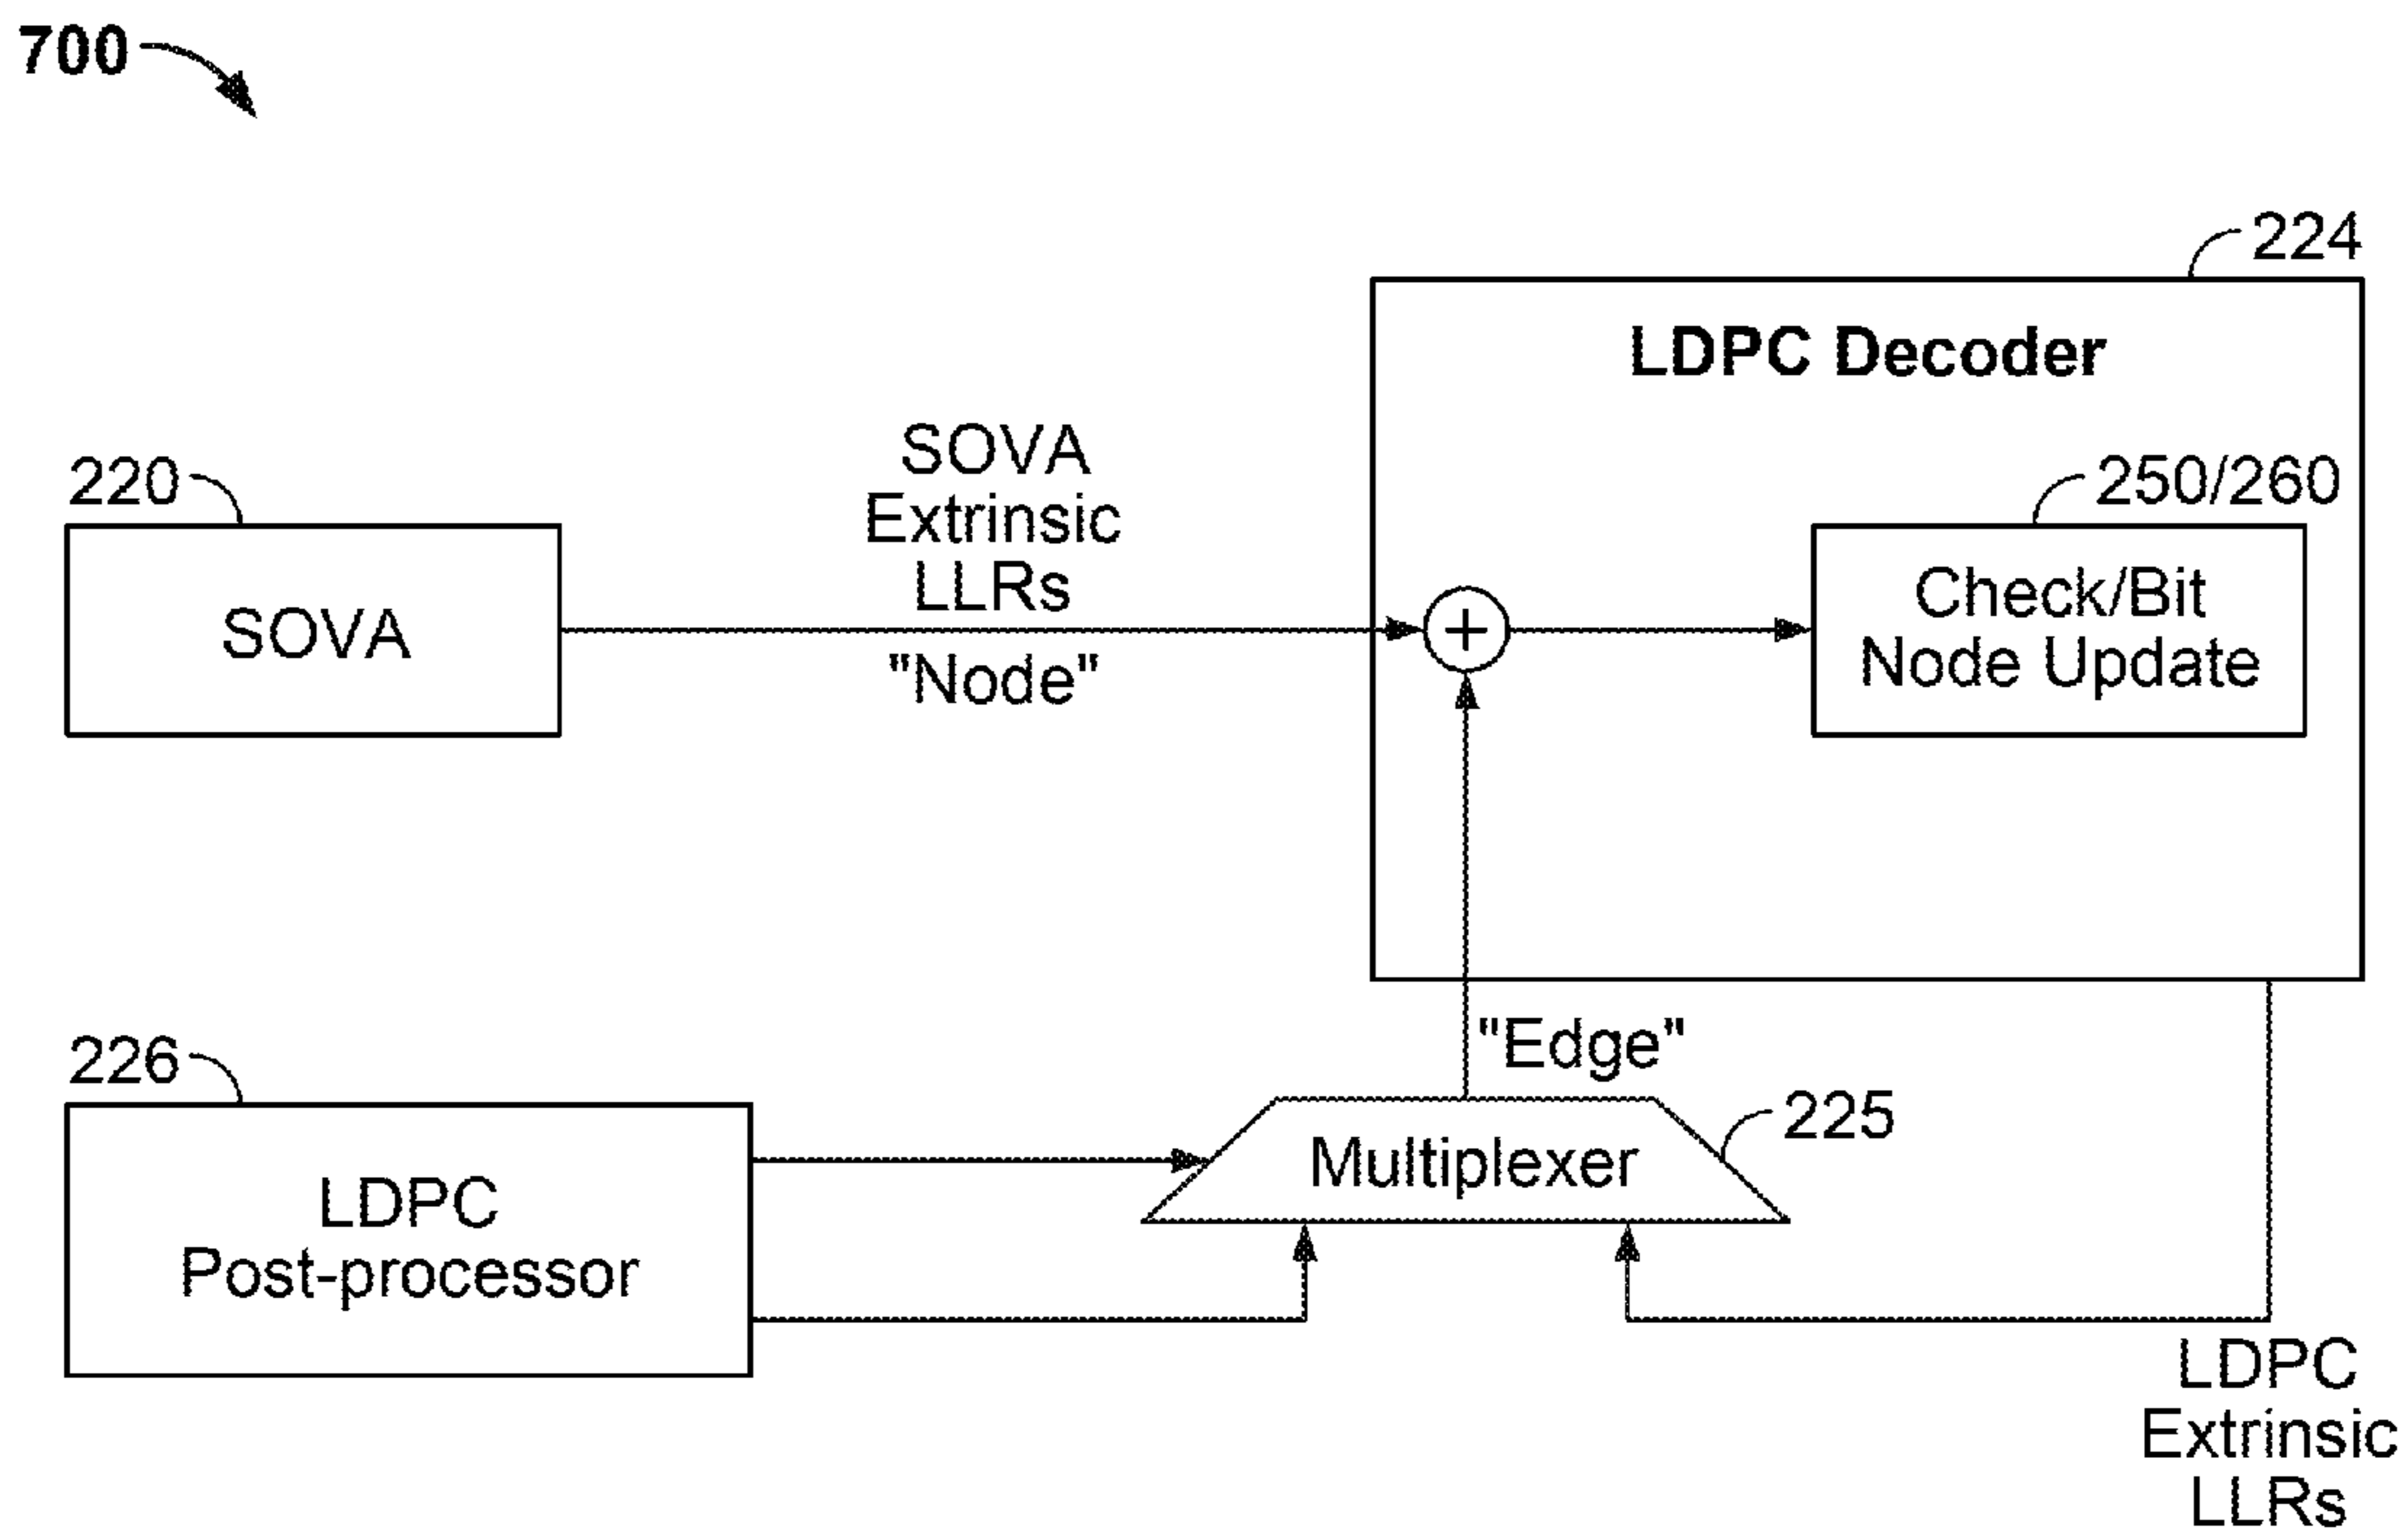 700
224
LDPC Decoder
SOVA
Extrinsic
LLRs
"Node"
220
SOVA
250/260
Check/Bit
Node Update
"Edge"
226
LDPC
Post-processor
225
Multiplexer
LDPC
Extrinsic
LLRs